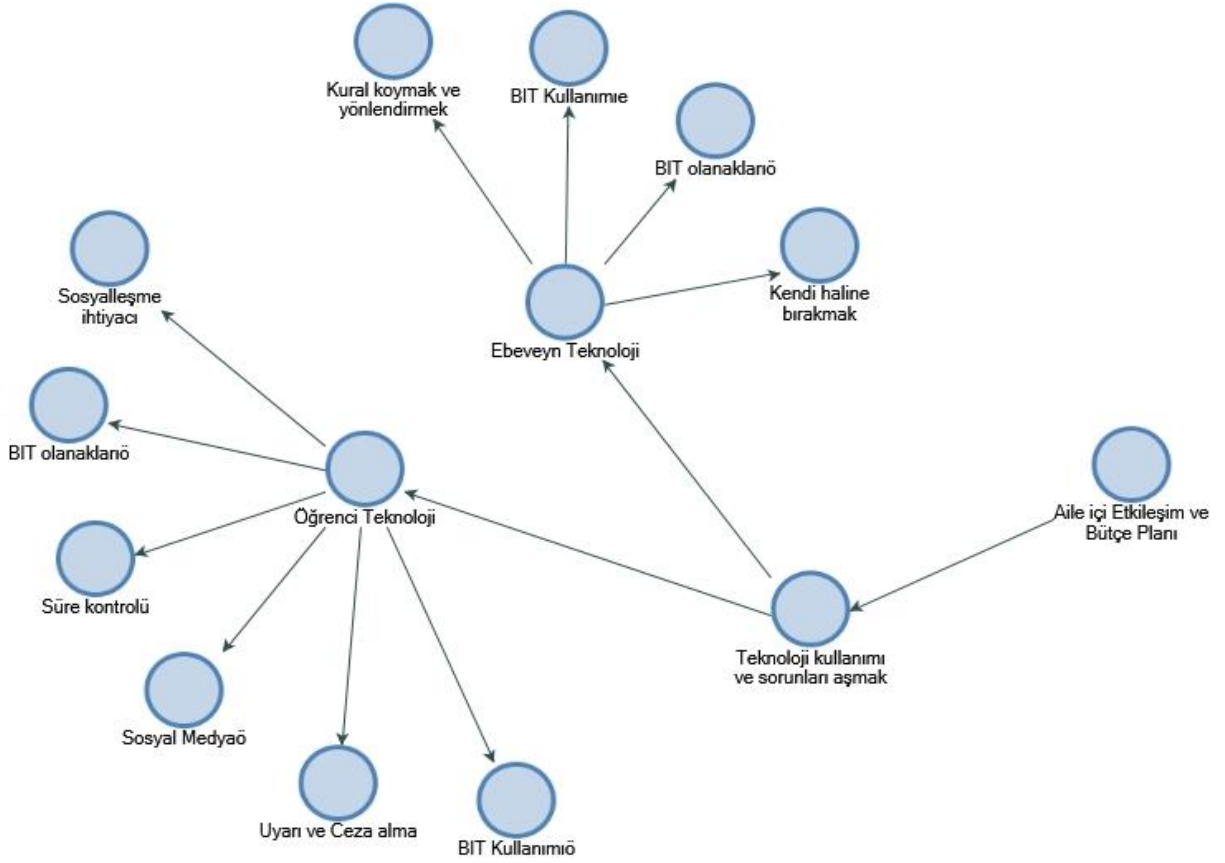 Kural koymak ve
yönlendirmek
BIT Kullanımıe
BIT olanaklarıö
Kendi haline
bırakmak
Ebeveyn Teknoloji
Sosyalleşme
ihtiyacı
BIT olanaklarıö
Öğrenci Teknoloji
Süre kontrolü
Sosyal Medyaö
Uyarı ve Ceza alma
BIT Kullanımıö
Aile içi Etkileşim ve
Bütçe Planı
Teknoloji kullanımı
ve sorunları aşmak